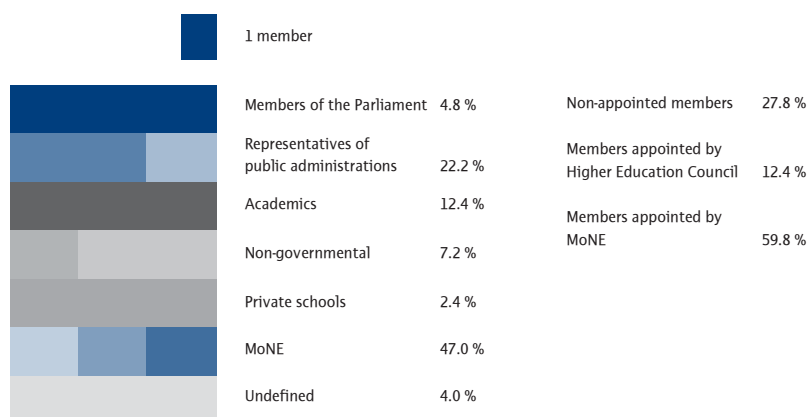 1 member
Members of the Parliament 4.8 %
Representatives of
public administrations 22.2 %
Academics 12.4 %
Non-governmental 7.2 %
Private schools 2.4 %
MoNE 47.0 %
Undefined 4.0 %
Non-appointed members 27.8 %
Members appointed by
Higher Education Council 12.4 %
Members appointed by
MoNE 59.8 %